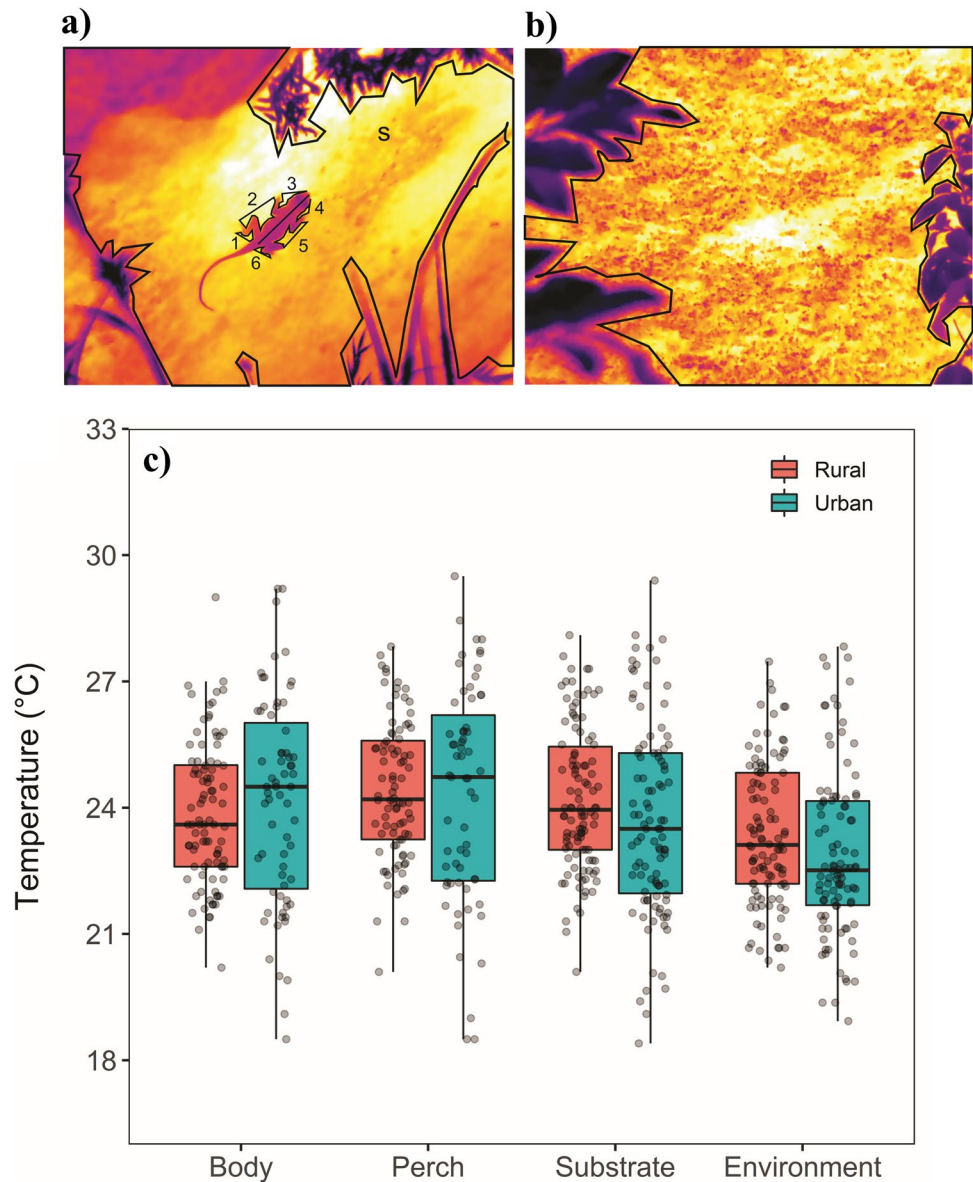 a)
b)
S
3
2
4
1
5
6
c)
33
Rural
Urban
30
27
24
21
18
Temperature (°C)
Body Perch Substrate Environment